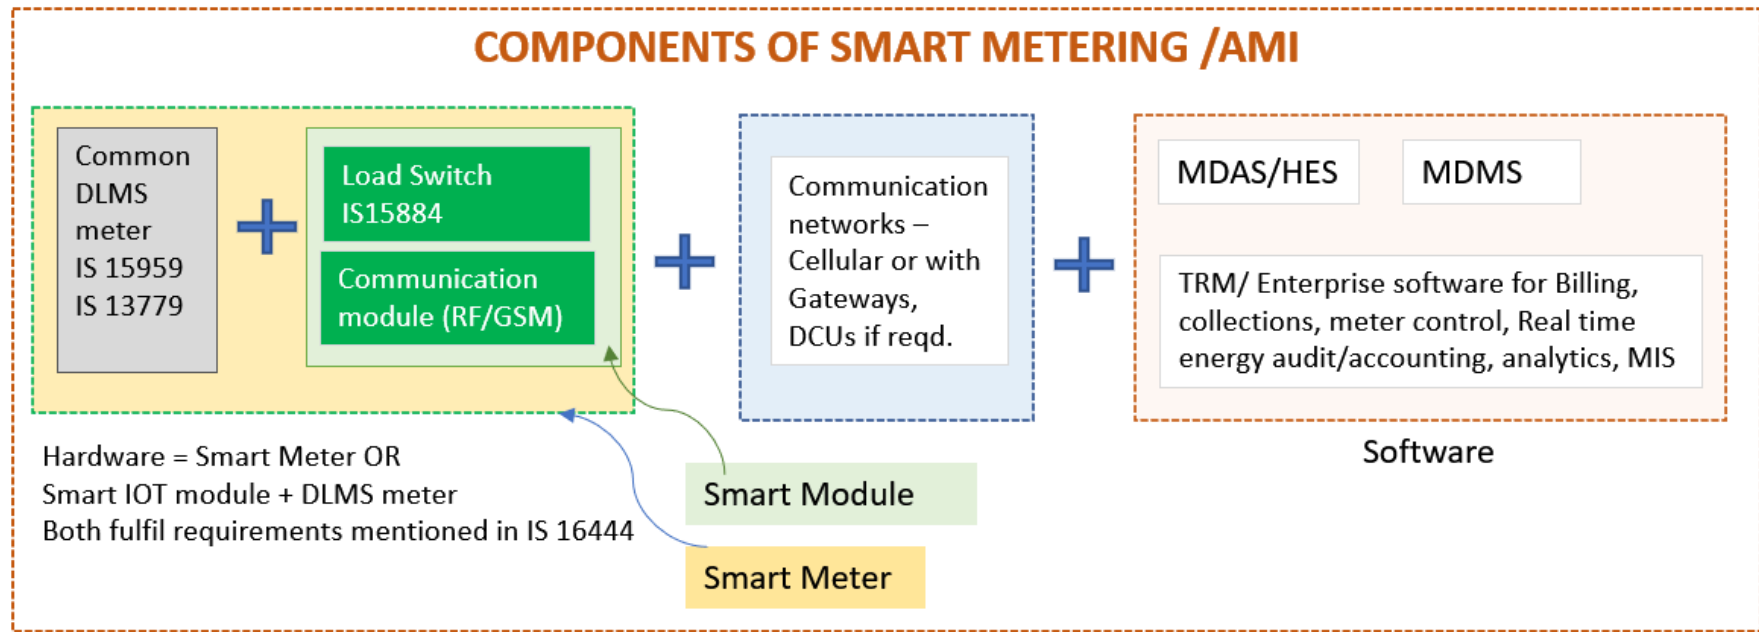 COMPONENTS OF SMART METERING /AMI
Common
DLMS
meter
IS 15959
IS 13779
Load Switch
IS15884
Communication
module (RF/GSM)
Communication
networks –
Cellular or with
Gateways,
DCUs if reqd.
MDAS/HES
MDMS
TRM/ Enterprise software for Billing,
collections, meter control, Real time
energy audit/accounting, analytics, MIS
Software
Hardware = Smart Meter OR
Smart IOT module + DLMS meter
Both fulfil requirements mentioned in IS 16444
Smart Module
Smart Meter